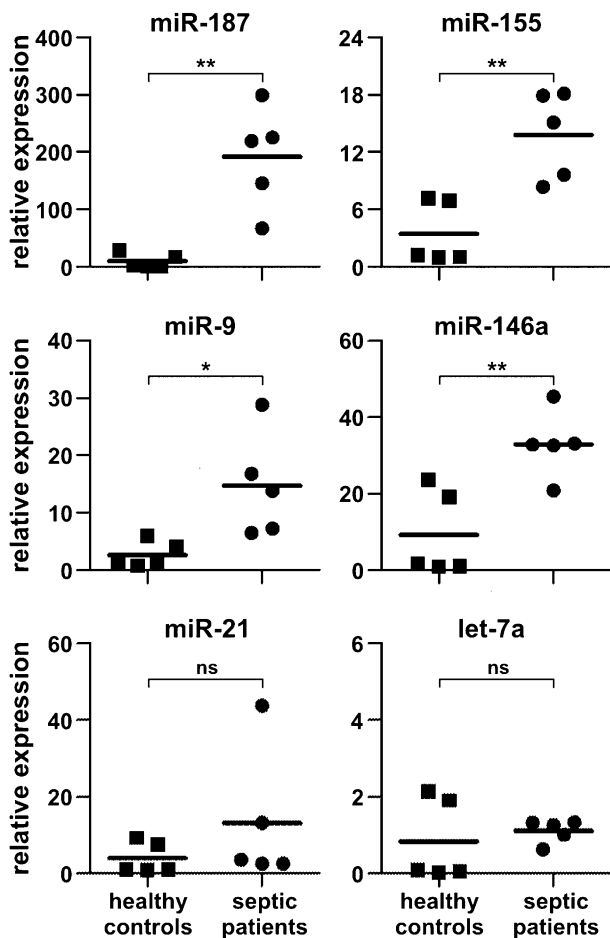 miR-187
miR-155
relative expression
400
300
200
100
0
**
24
18
12
6
0
**
miR-9
miR-146a
relative expression
40
30
20
10
0
*
60
40
20
0
**
miR-21
let-7a
relative expression
60
40
20
0
ns
6
4
2
0
ns
healthy
controls
septic
patients
healthy
controls
septic
patients